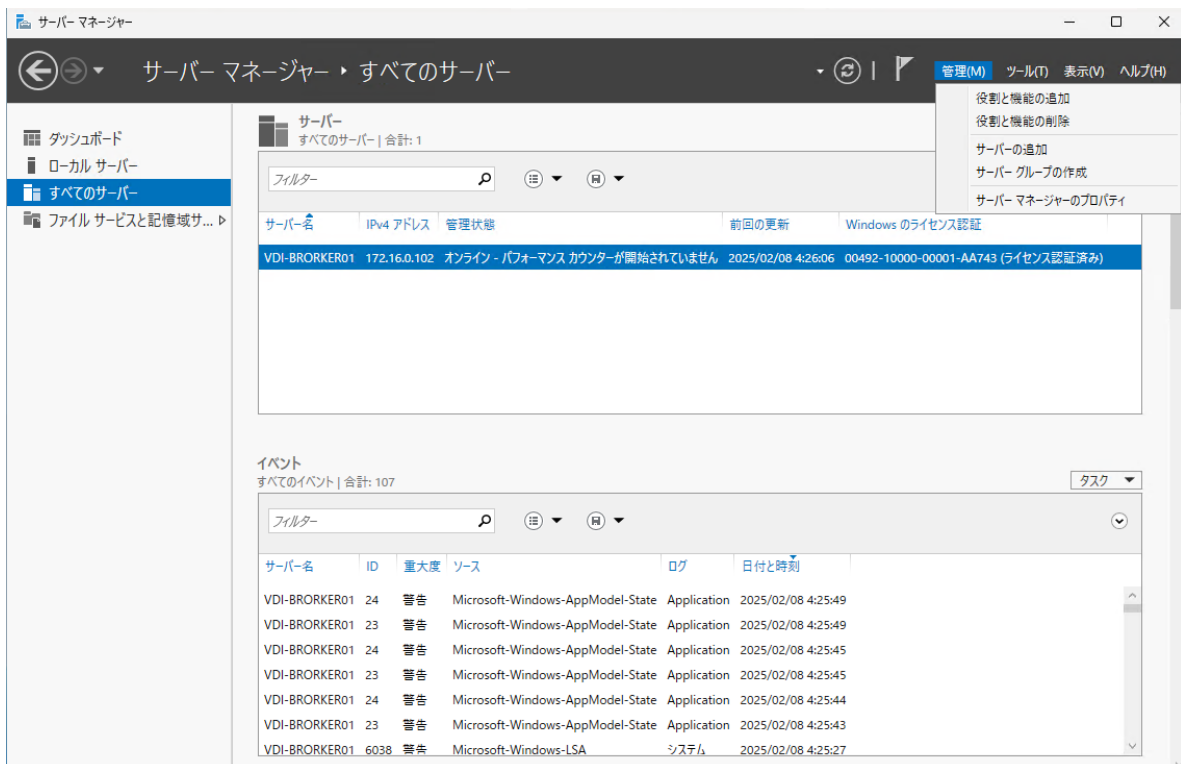 サーバー マネージャー
サーバー マネージャー ・ すべてのサーバー
管理(M) ツール(T) 表示(V) ヘルプ(H)
役割と機能の追加
役割と機能の削除
サーバーの追加
サーバー グループの作成
サーバー マネージャーのプロパティ
ダッシュボード
ローカル サーバー
すべてのサーバー
ファイル サービスと記憶域サ...
サーバー
すべてのサーバー | 合計: 1
フィルター
サーバー名 IPv4 アドレス 管理状態 前回の更新 Windows のライセンス認証
VDI-BRORKER01 172.16.0.102 オンライン - パフォーマンス カウンターが開始されていません 2025/02/08 4:26:06 00492-10000-00001-AA743 (ライセンス認証済み)
イベント
すべてのイベント | 合計: 107
タスク
フィルター
サーバー名 ID 重大度 ソース ログ 日付と時刻
VDI-BRORKER01 24 警告 Microsoft-Windows-AppModel-State Application 2025/02/08 4:25:49
VDI-BRORKER01 23 警告 Microsoft-Windows-AppModel-State Application 2025/02/08 4:25:49
VDI-BRORKER01 24 警告 Microsoft-Windows-AppModel-State Application 2025/02/08 4:25:45
VDI-BRORKER01 23 警告 Microsoft-Windows-AppModel-State Application 2025/02/08 4:25:45
VDI-BRORKER01 24 警告 Microsoft-Windows-AppModel-State Application 2025/02/08 4:25:44
VDI-BRORKER01 23 警告 Microsoft-Windows-AppModel-State Application 2025/02/08 4:25:43
VDI-BRORKER01 6038 警告 Microsoft-Windows-LSA システム 2025/02/08 4:25:27